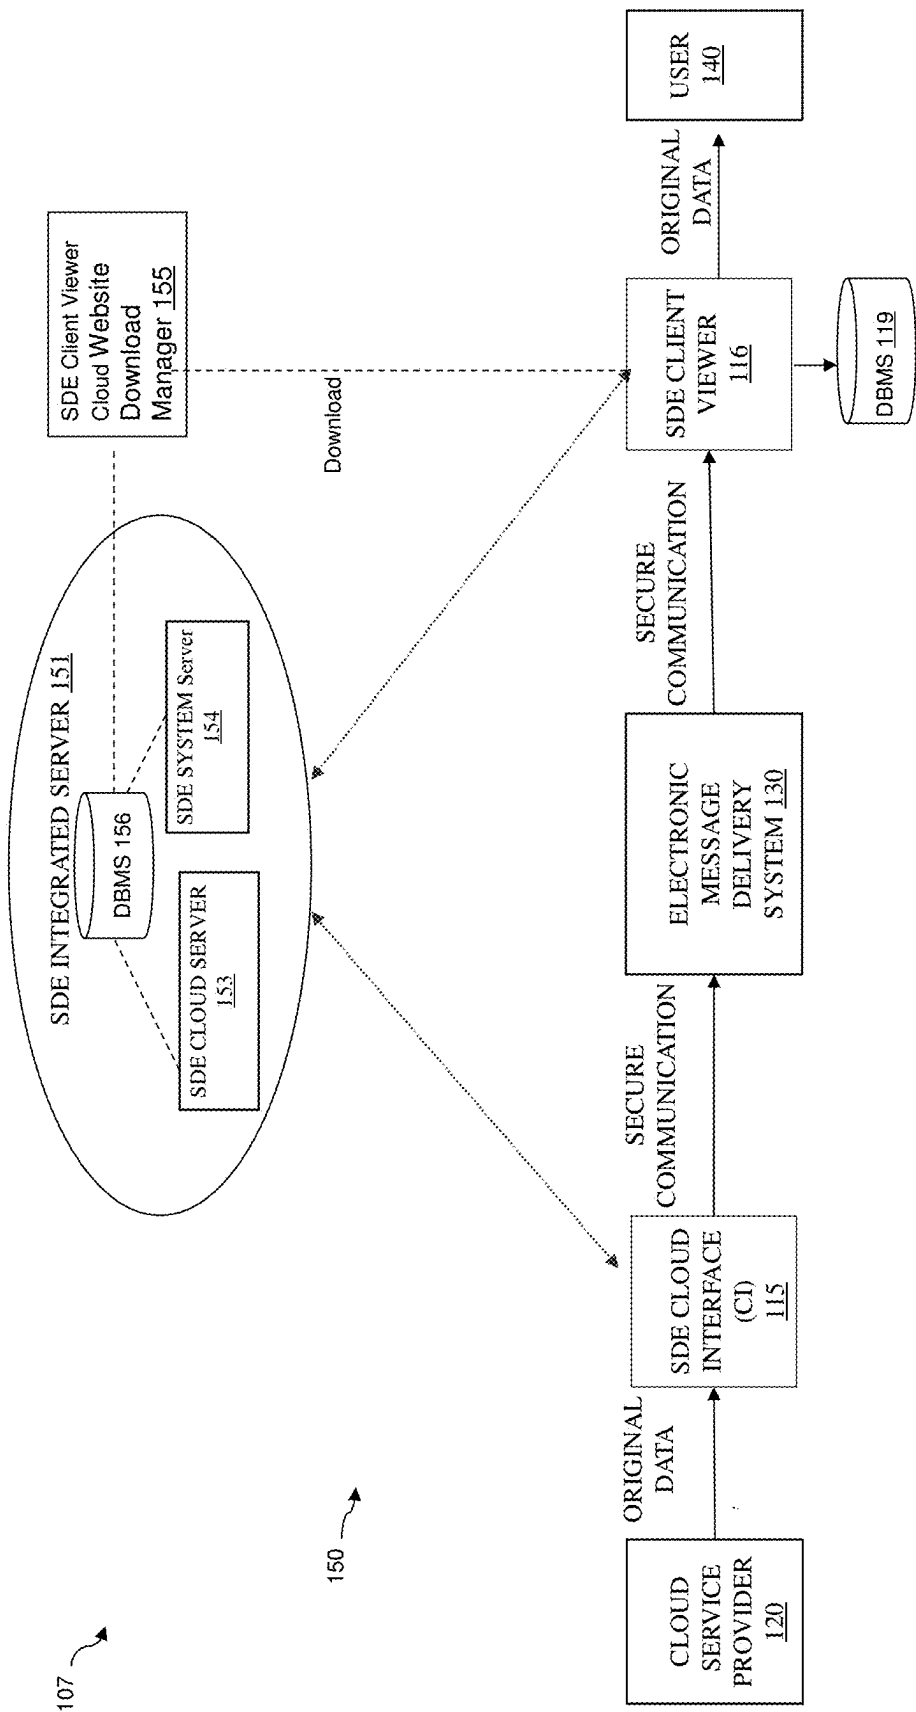 107
150
SDE INTEGRATED SERVER 151
DBMS 156
SDE CLOUD SERVER
153
SDE SYSTEM Server
154
SDE Client Viewer
Cloud Website
Download
Manager 155
Download
CLOUD
SERVICE
PROVIDER
120
ORIGINAL
DATA
SDE CLOUD
INTERFACE
(CI)
115
SECURE
COMMUNICATION
ELECTRONIC
MESSAGE
DELIVERY
SYSTEM 130
SECURE
COMMUNICATION
SDE CLIENT
VIEWER
116
DBMS 119
ORIGINAL
DATA
USER
140